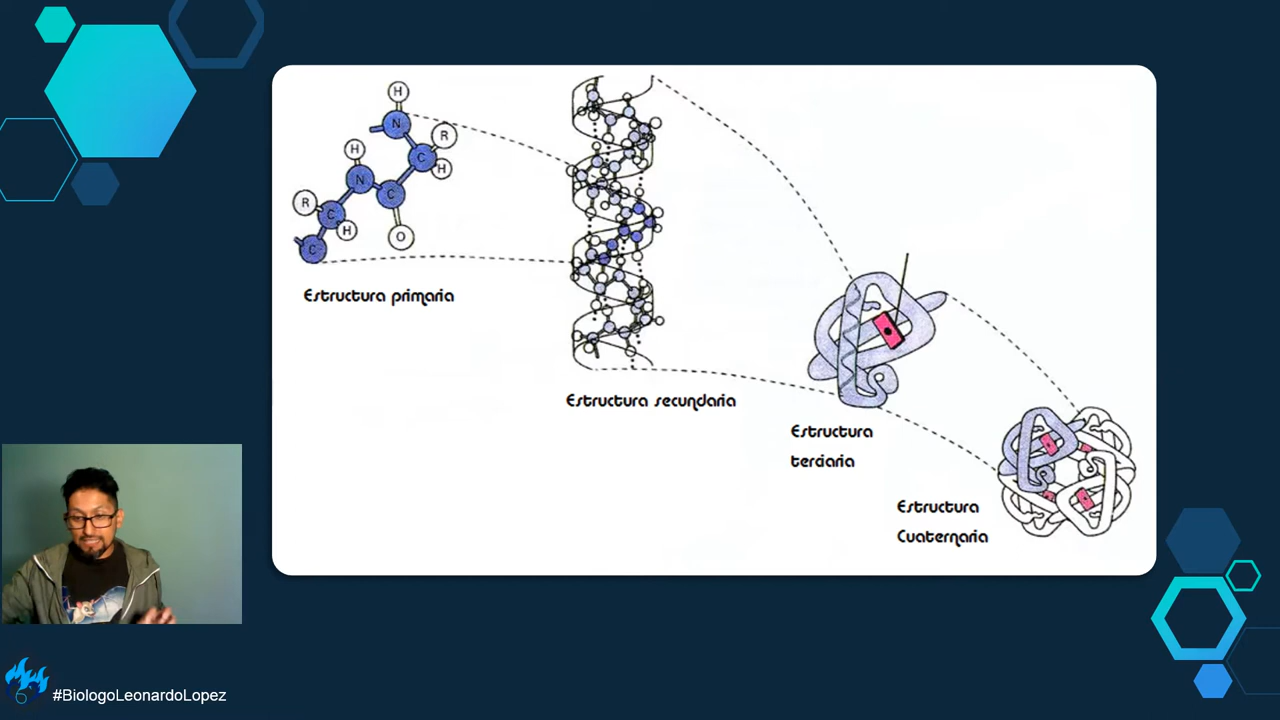 H
N
R
C
H
H
N
C
R
C
H
O
C
Estructura primaria
Estructura secundaria
Estructura
terciaria
Estructura
Cuaternaria
#BiologoLeonardoLopez